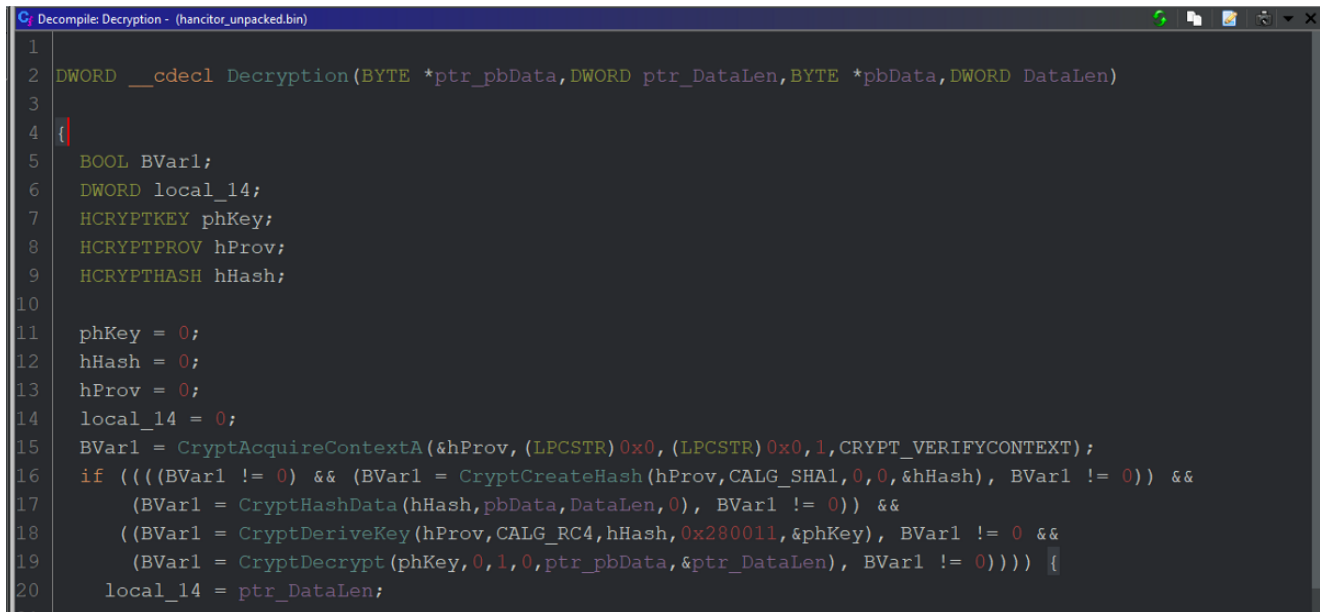 Decompile: Decryption - (hancitor_unpacked.bin)
1
2 DWORD __cdecl Decryption(BYTE *ptr_pbData,DWORD ptr_DataLen,BYTE *pbData,DWORD DataLen)
3
4 {
5 BOOL BVar1;
6 DWORD local_14;
7 HCRYPTKEY phKey;
8 HCRYPTPROV hProv;
9 HCRYPTHASH hHash;
10
11 phKey = 0;
12 hHash = 0;
13 hProv = 0;
14 local_14 = 0;
15 BVar1 = CryptAcquireContextA(&hProv,(LPCSTR)0x0,(LPCSTR)0x0,1,CRYPT_VERIFYCONTEXT);
16 if ((((BVar1 != 0) && (BVar1 = CryptCreateHash(hProv,CALG_SHA1,0,0,&hHash), BVar1 != 0)) &&
17 (BVar1 = CryptHashData(hHash,pbData,DataLen,0), BVar1 != 0)) &&
18 ((BVar1 = CryptDeriveKey(hProv,CALG_RC4,hHash,0x280011,&phKey), BVar1 != 0 &&
19 (BVar1 = CryptDecrypt(phKey,0,1,0,ptr_pbData,&ptr_DataLen), BVar1 != 0)))) {
20 local_14 = ptr_DataLen;